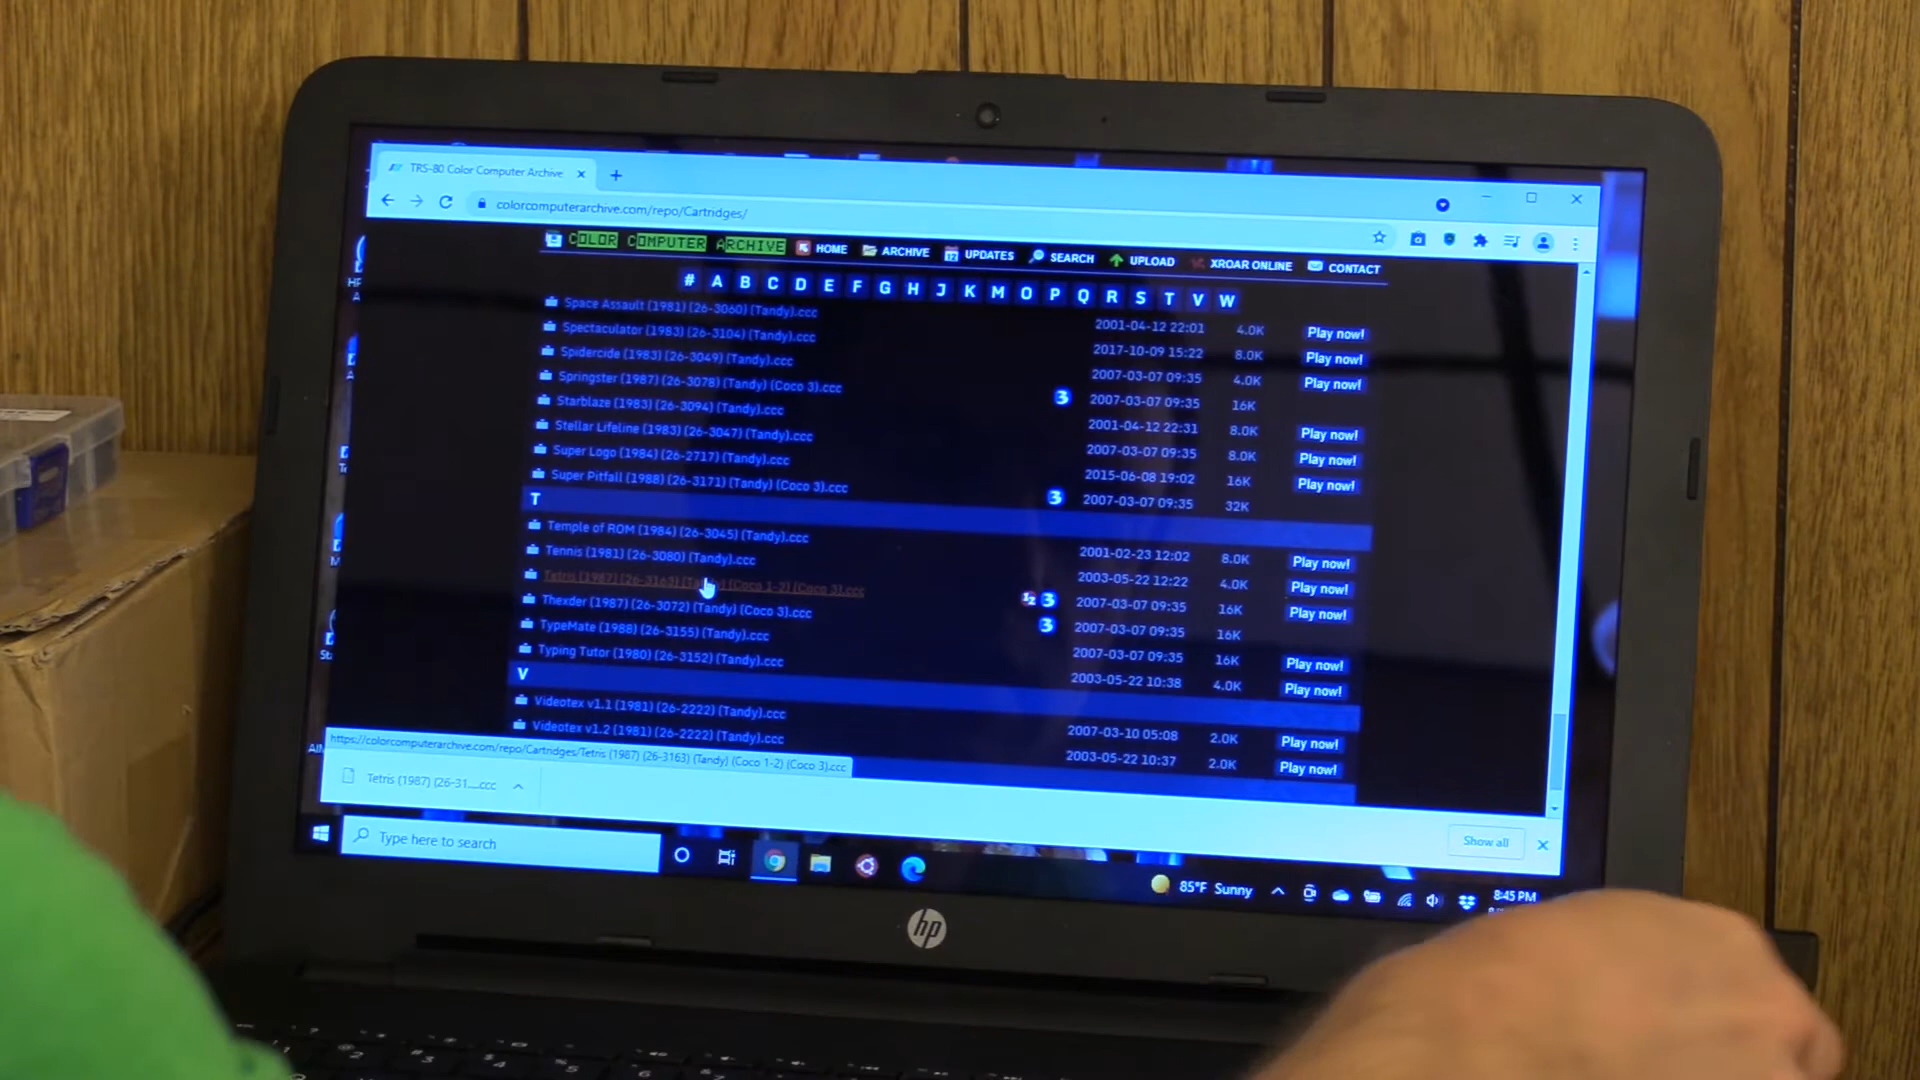 TRS-80 Color Computer Archive
colorcomputerarchive.com/repo/Cartridges/
COLOR COMPUTER ARCHIVE HOME ARCHIVE UPDATES SEARCH UPLOAD XROAR ONLINE CONTACT
# A B C D E F G H J K M O P Q R S T V W
Space Assault (1981) (26-3060) (Tandy).ccc 2001-04-12 22:01 4.0K Play now!
Spectaculator (1983) (26-3104) (Tandy).ccc 2017-10-09 15:22 8.0K Play now!
Spidercide (1983) (26-3049) (Tandy).ccc 2007-03-07 09:35 4.0K Play now!
Springster (1987) (26-3078) (Tandy) (Coco 3).ccc 3 2007-03-07 09:35 16K
Starblaze (1983) (26-3094) (Tandy).ccc 2001-04-12 22:31 8.0K Play now!
Stellar Lifeline (1983) (26-3047) (Tandy).ccc 2007-03-07 09:35 8.0K Play now!
Super Logo (1984) (26-2717) (Tandy).ccc 2015-06-08 19:02 16K Play now!
Super Pitfall (1988) (26-3171) (Tandy) (Coco 3).ccc 3 2007-03-07 09:35 32K
T
Temple of ROM (1984) (26-3045) (Tandy).ccc 2001-02-23 12:02 8.0K Play now!
Tennis (1981) (26-3080) (Tandy).ccc 2003-05-22 12:22 4.0K Play now!
Tetris (1987) (26-3163) (Tandy) (Coco 1-2) (Coco 3).ccc 12 3 2007-03-07 09:35 16K Play now!
Thexder (1987) (26-3072) (Tandy) (Coco 3).ccc 3 2007-03-07 09:35 16K
TypeMate (1988) (26-3155) (Tandy).ccc 2007-03-07 09:35 16K Play now!
Typing Tutor (1980) (26-3152) (Tandy).ccc 2003-05-22 10:38 4.0K Play now!
V
Videotex v1.1 (1981) (26-2222) (Tandy).ccc 2007-03-10 05:08 2.0K Play now!
Videotex v1.2 (1981) (26-2222) (Tandy).ccc 2003-05-22 10:37 2.0K Play now!
https://colorcomputerarchive.com/repo/Cartridges/Tetris (1987) (26-3163) (Tandy) (Coco 1-2) (Coco 3).ccc
Tetris (1987) (26-31....ccc
Show all
Type here to search
85°F Sunny
8:45 PM
hp